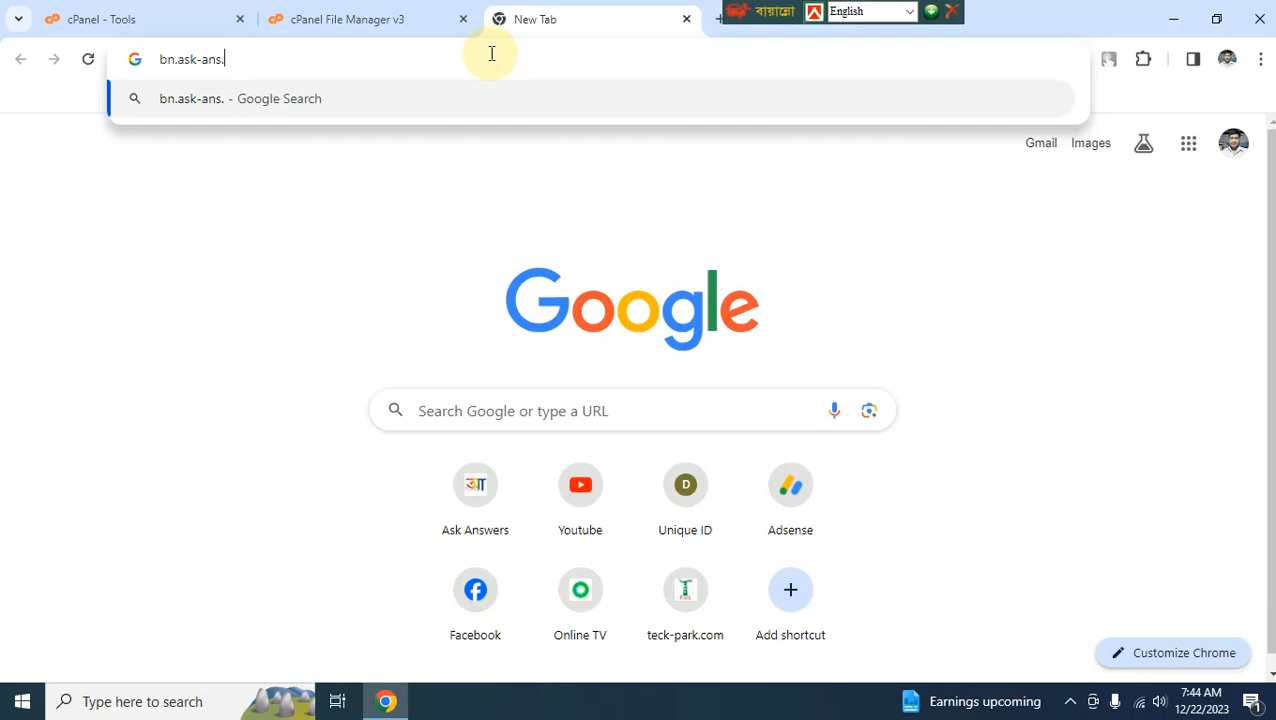 cPanel - Tools
cPanel File Manager v3
New Tab
বায়ান্নো
English
bn.ask-ans.
bn.ask-ans. - Google Search
Gmail
Images
Google
Search Google or type a URL
আ
D
Ask Answers
Youtube
Unique ID
Adsense
Facebook
Online TV
teck-park.com
Add shortcut
Customize Chrome
Type here to search
Earnings upcoming
7:44 AM
12/22/2023
1